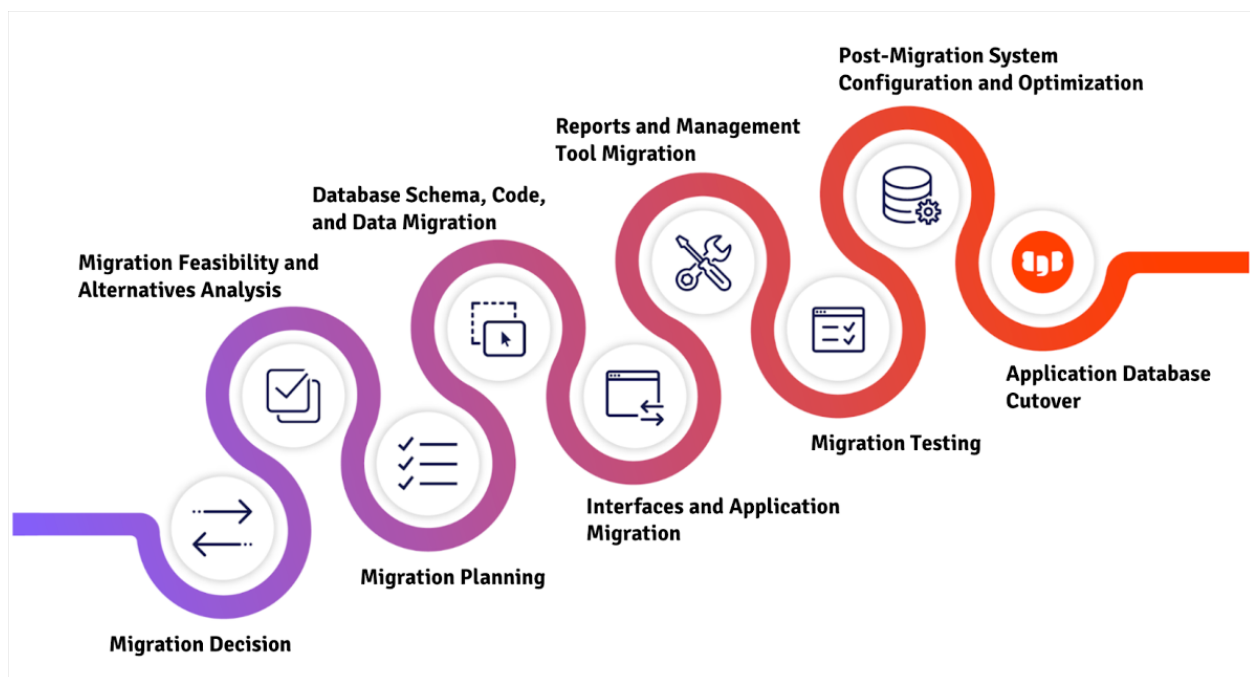 Post-Migration System
Configuration and Optimization
Reports and Management
Tool Migration
Database Schema, Code,
and Data Migration
Migration Feasibility and
Alternatives Analysis
Application Database
Cutover
Migration Testing
Interfaces and Application
Migration
Migration Planning
Migration Decision